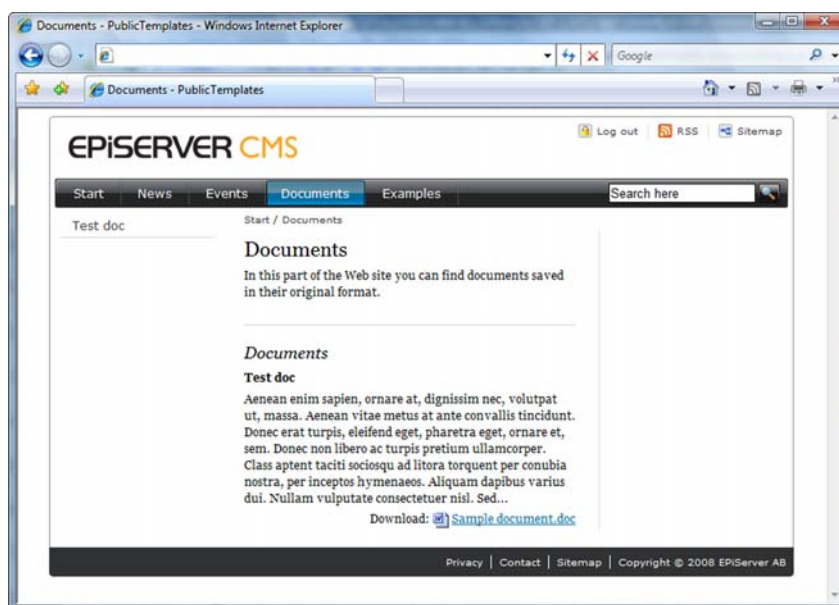 Documents - PublicTemplates - Windows Internet Explorer
Google
Documents - PublicTemplates
EPiSERVER CMS
Log out RSS Sitemap
Start News Events Documents Examples Search here
Test doc
Start / Documents
Documents
In this part of the Web site you can find documents saved
in their original format.
Documents
Test doc
Aenean enim sapien, ornare at, dignissim nec, volutpat
ut, massa. Aenean vitae metus at ante convallis tincidunt.
Donec erat turpis, eleifend eget, pharetra eget, ornare et,
sem. Donec non libero ac turpis pretium ullamcorper.
Class aptent taciti sociosqu ad litora torquent per conubia
nostra, per inceptos hymenaeos. Aliquam dapibus varius
dui. Nullam vulputate consectetuer nisl. Sed...
Download: Sample document.doc
Privacy | Contact | Sitemap | Copyright © 2008 EPiServer AB